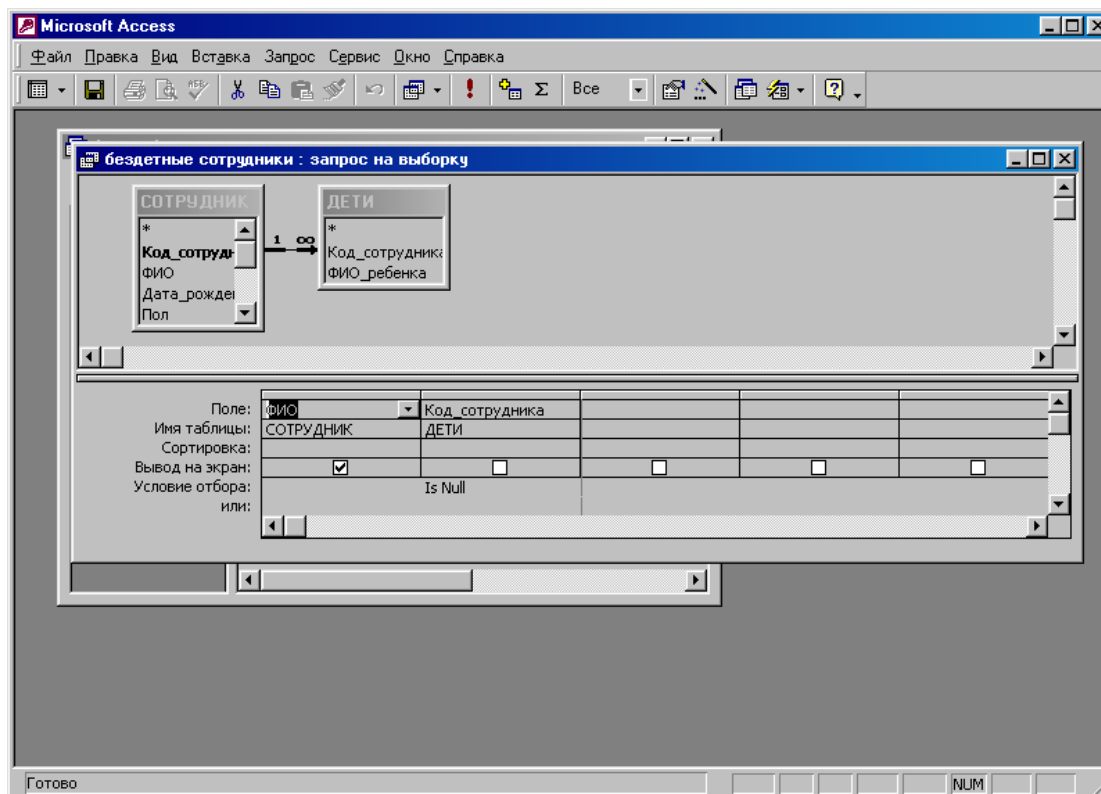 Microsoft Access
Файл Правка Вид Вставка Запрос Сервис Окно Справка
Все
бездетные сотрудники : запрос на выборку
СОТРУДНИК ДЕТИ
* *
1 ∞
Код_сотрудн Код_сотрудника
ФИО ФИО_ребенка
Дата_рожде
Пол
Поле: ФИО Код_сотрудника
Имя таблицы: СОТРУДНИК ДЕТИ
Сортировка:
Вывод на экран:
Условие отбора: Is Null
или:
Готово NUM